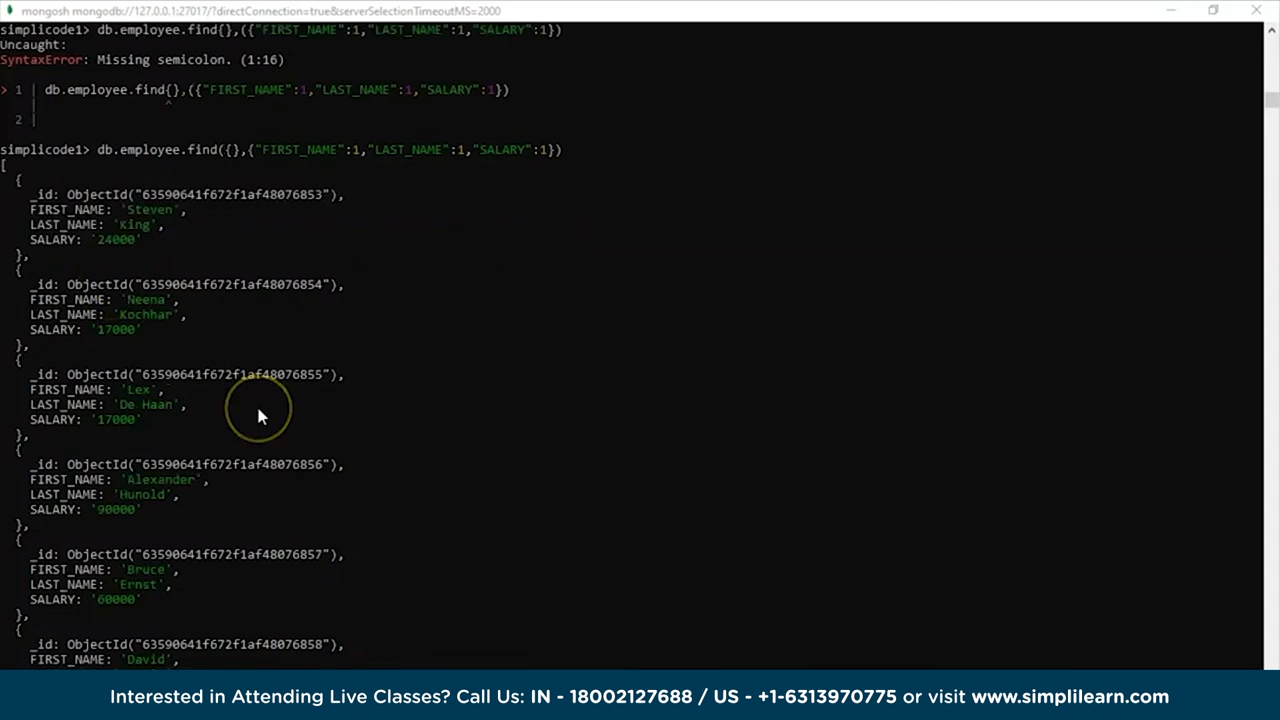 mongosh mongodb://127.0.0.1:27017/?directConnection=true&serverSelectionTimeoutMS=2000
simplicode1> db.employee.find{},({"FIRST_NAME":1,"LAST_NAME":1,"SALARY":1})
Uncaught:
SyntaxError: Missing semicolon. (1:16)
> 1 | db.employee.find{},({"FIRST_NAME":1,"LAST_NAME":1,"SALARY":1})
| ^
2 |
simplicode1> db.employee.find({},{"FIRST_NAME":1,"LAST_NAME":1,"SALARY":1})
[
{
_id: ObjectId("63590641f672f1af48076853"),
FIRST_NAME: 'Steven',
LAST_NAME: 'King',
SALARY: '24000'
},
{
_id: ObjectId("63590641f672f1af48076854"),
FIRST_NAME: 'Neena',
LAST_NAME: 'Kochhar',
SALARY: '17000'
},
{
_id: ObjectId("63590641f672f1af48076855"),
FIRST_NAME: 'Lex',
LAST_NAME: 'De Haan',
SALARY: '17000'
},
{
_id: ObjectId("63590641f672f1af48076856"),
FIRST_NAME: 'Alexander',
LAST_NAME: 'Hunold',
SALARY: '90000'
},
{
_id: ObjectId("63590641f672f1af48076857"),
FIRST_NAME: 'Bruce',
LAST_NAME: 'Ernst',
SALARY: '60000'
},
{
_id: ObjectId("63590641f672f1af48076858"),
FIRST_NAME: 'David',
Interested in Attending Live Classes? Call Us: IN - 18002127688 / US - +1-6313970775 or visit www.simplilearn.com